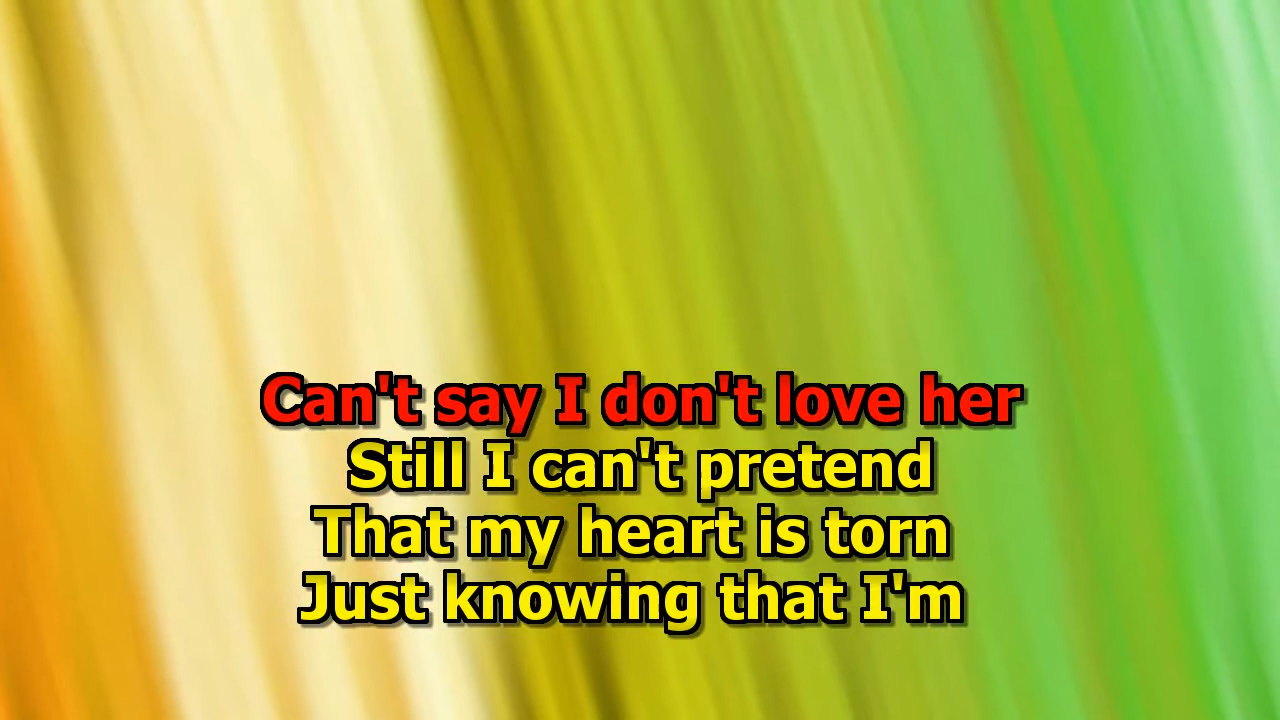 Can't say I don't love her
Still I can't pretend
That my heart is torn
Just knowing that I'm